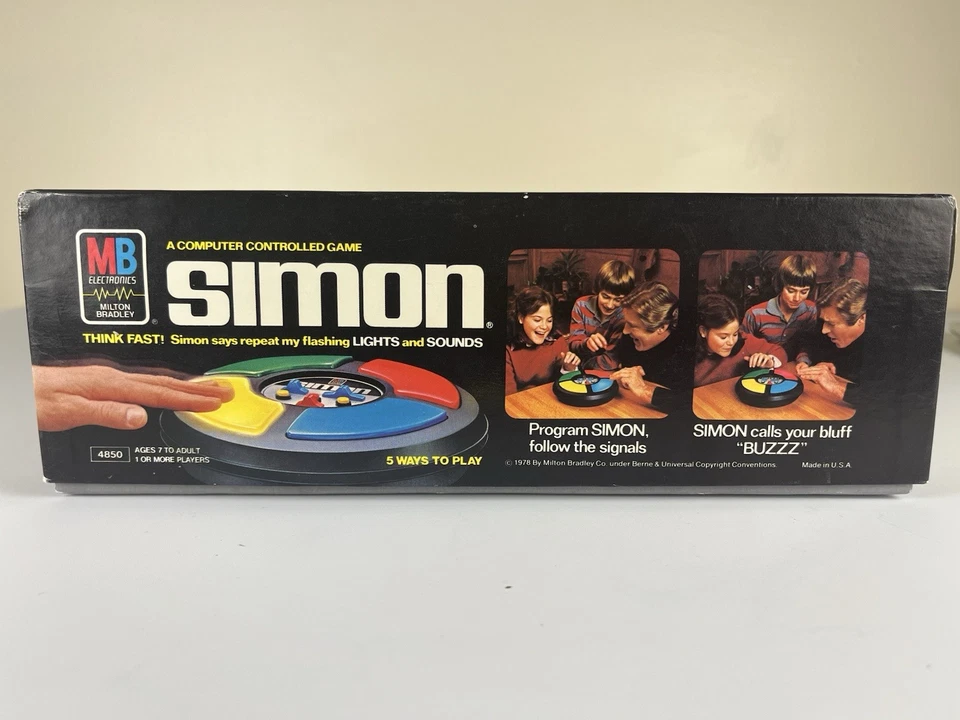 MB
ELECTRONICS
MILTON
BRADLEY
®
A COMPUTER CONTROLLED GAME
simon®
THINK FAST! Simon says repeat my flashing LIGHTS and SOUNDS
simon
4850
AGES 7 TO ADULT
1 OR MORE PLAYERS
5 WAYS TO PLAY
Program SIMON,
follow the signals
SIMON calls your bluff
“BUZZZ”
© 1978 By Milton Bradley Co. under Berne & Universal Copyright Conventions. Made in U.S.A.